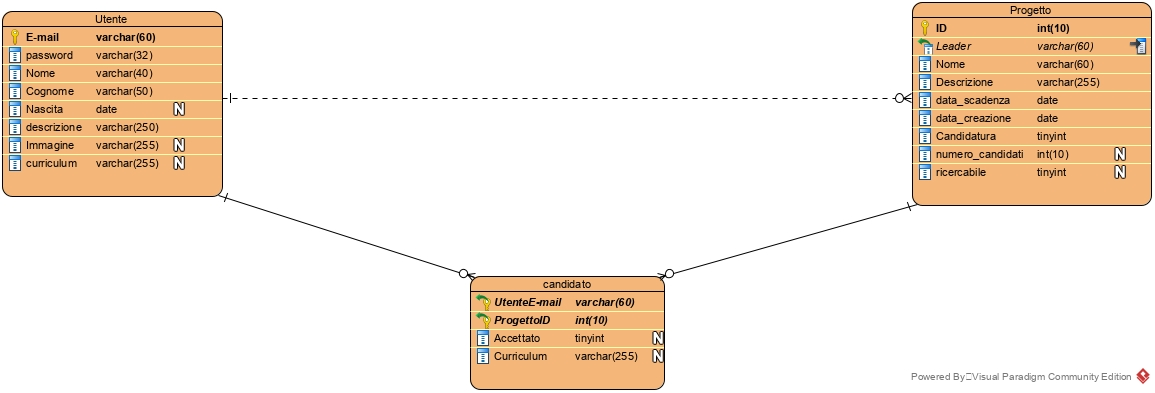 Utente
E-mail varchar(60)
password varchar(32)
Nome varchar(40)
Cognome varchar(50)
Nascita date N
descrizione varchar(250)
Immagine varchar(255) N
curriculum varchar(255) N
Progetto
ID int(10)
Leader varchar(60)
Nome varchar(60)
Descrizione varchar(255)
data_scadenza date
data_creazione date
Candidatura tinyint
numero_candidati int(10) N
ricercabile tinyint N
candidato
UtenteE-mail varchar(60)
ProgettoID int(10)
Accettato tinyint N
Curriculum varchar(255) N
Powered By Visual Paradigm Community Edition